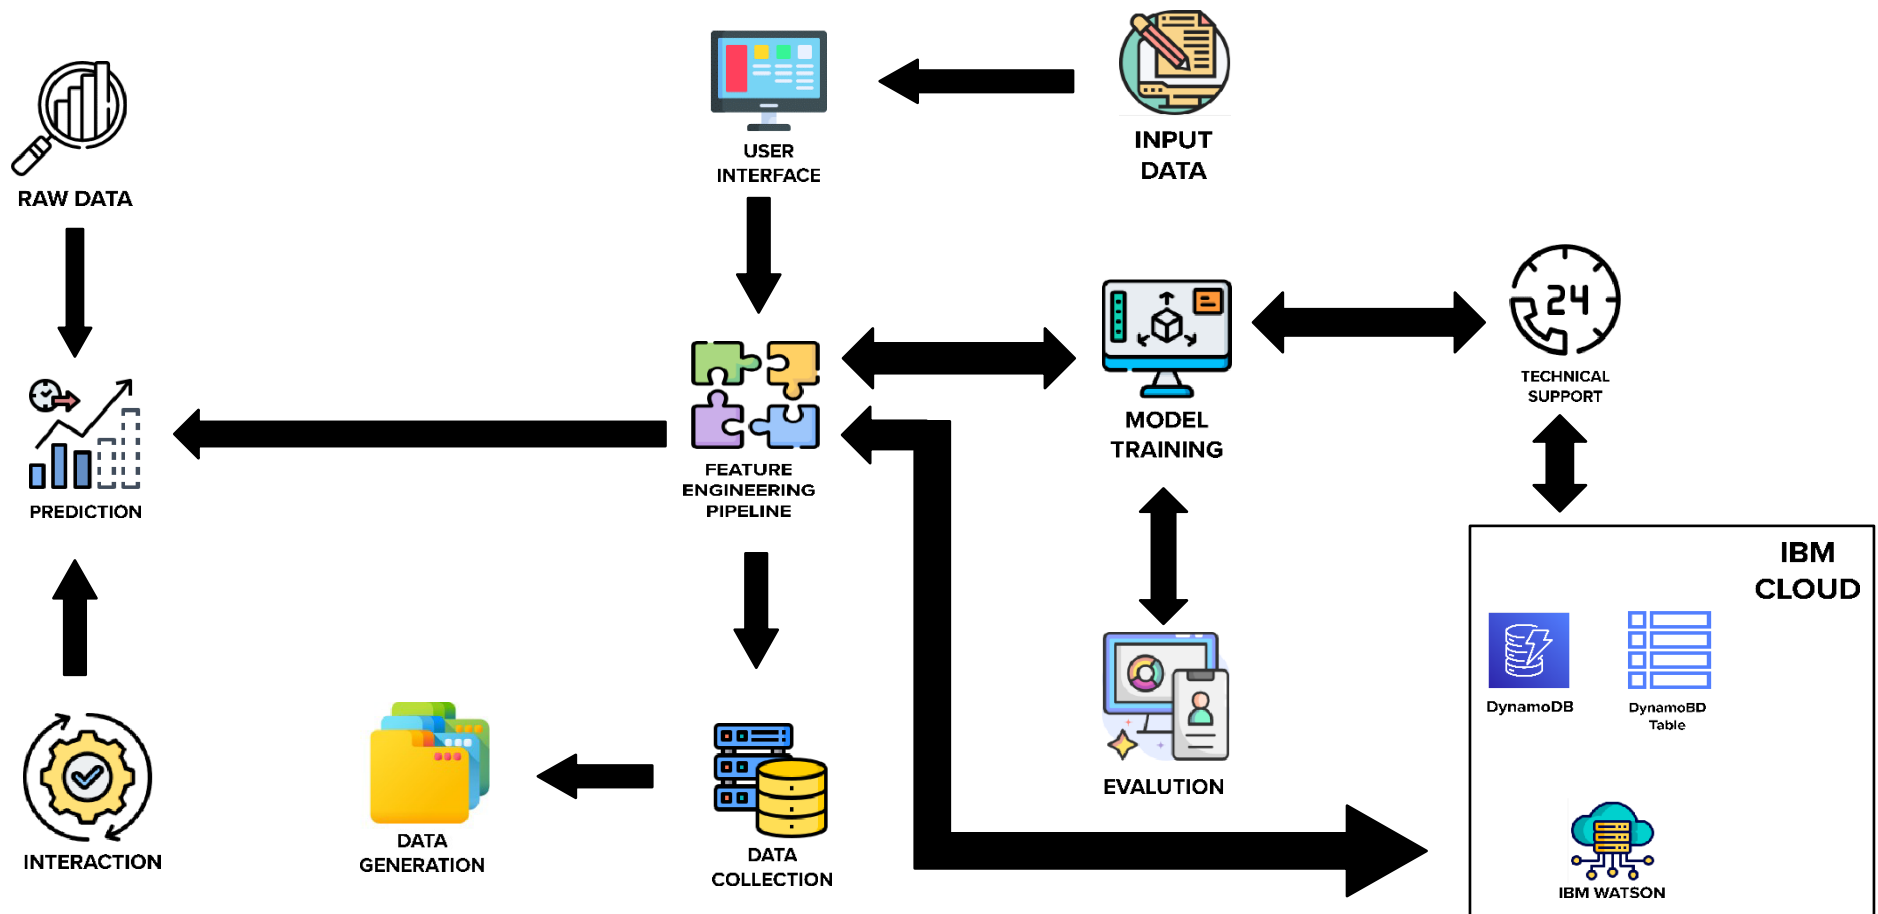 INPUT
DATA
USER
INTERFACE
RAW DATA
24
TECHNICAL
SUPPORT
MODEL
TRAINING
FEATURE
ENGINEERING
PIPELINE
PREDICTION
IBM
CLOUD
DynamoDB
DynamoBD
Table
EVALUTION
DATA
GENERATION
DATA
COLLECTION
INTERACTION
IBM WATSON